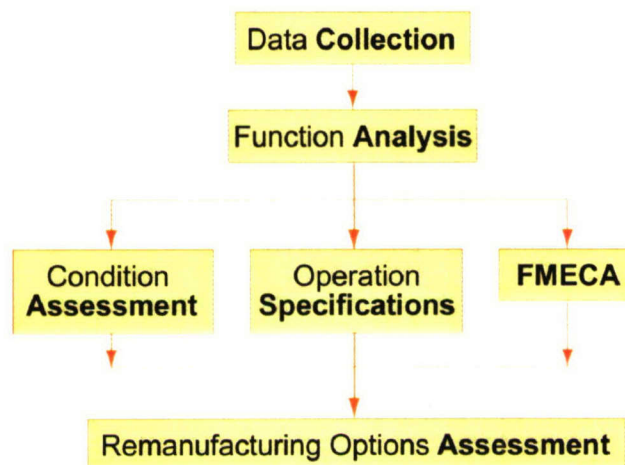 Data Collection
Function Analysis
Condition
Assessment
Operation
Specifications
FMECA
Remanufacturing Options Assessment